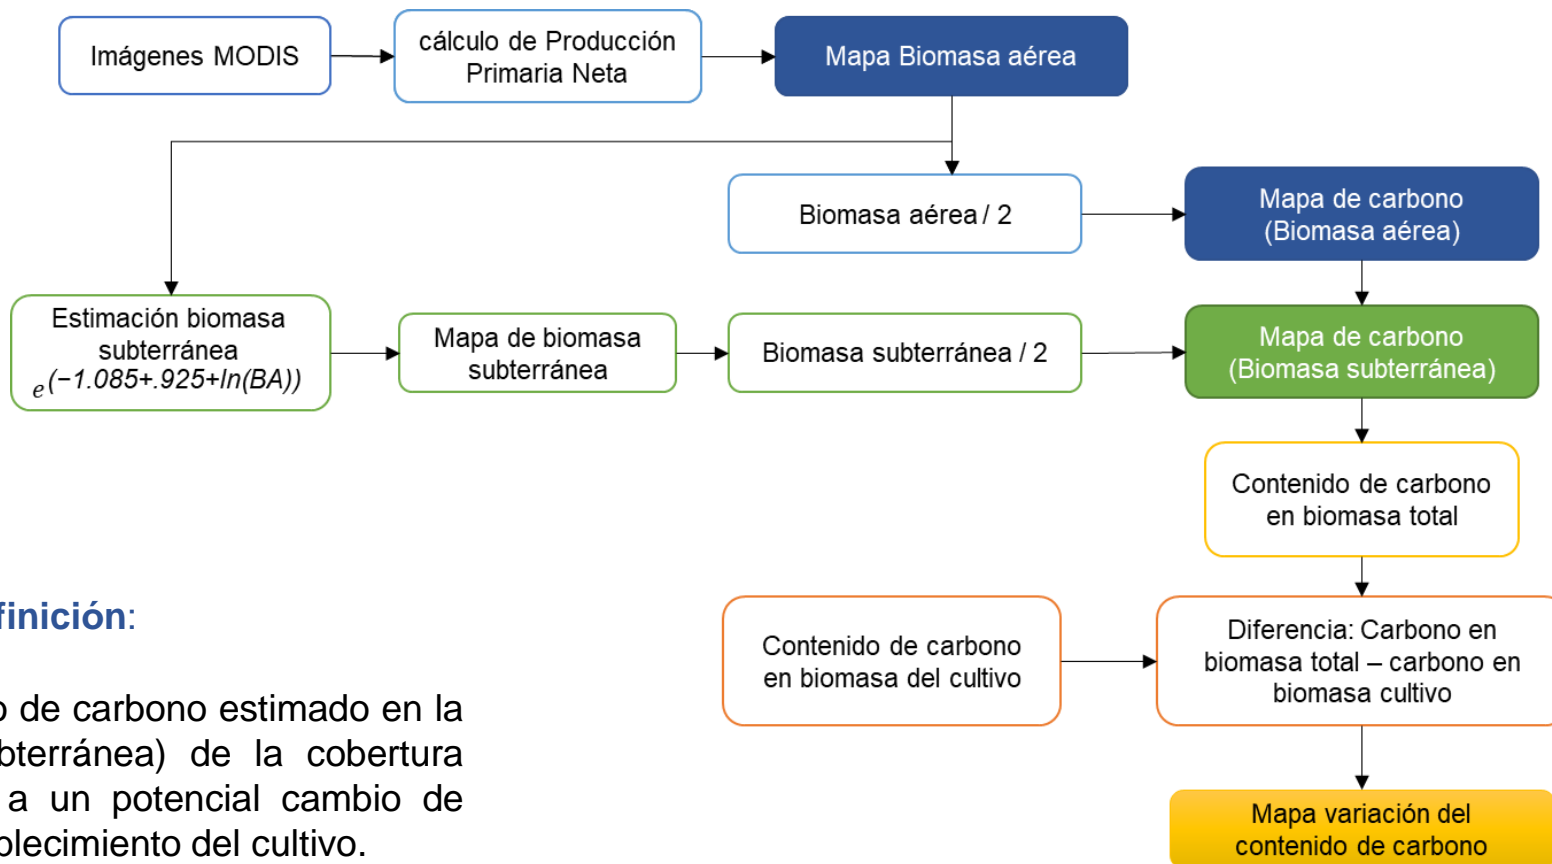 Imágenes MODIS
cálculo de Producción
Primaria Neta
Mapa Biomasa aérea
Biomasa aérea / 2
Mapa de carbono
(Biomasa aérea)
Estimación biomasa
subterránea
e(−1.085+.925+ln(BA))
Mapa de biomasa
subterránea
Biomasa subterránea / 2
Mapa de carbono
(Biomasa subterránea)
Contenido de carbono
en biomasa total
Contenido de carbono
en biomasa del cultivo
Diferencia: Carbono en
biomasa total – carbono en
biomasa cultivo
Mapa variación del
contenido de carbono
finición:
o de carbono estimado en la
bterránea) de la cobertura
a un potencial cambio de
blecimiento del cultivo.